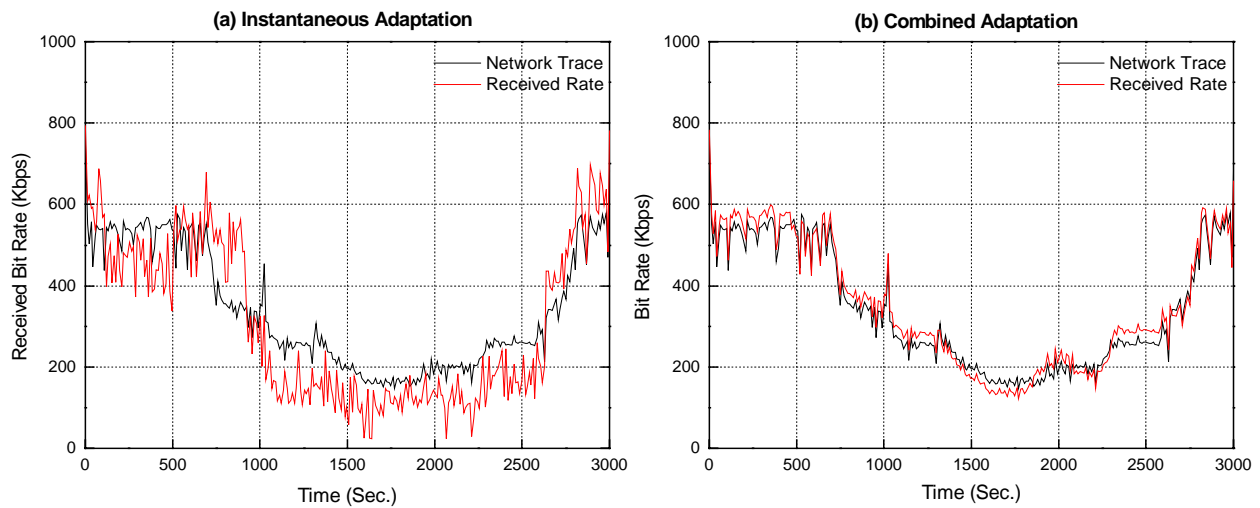 (a) Instantaneous Adaptation
1000
800
600
400
200
0
Received Bit Rate (Kbps)
Network Trace
Received Rate
0 500 1000 1500 2000 2500 3000
Time (Sec.)
(b) Combined Adaptation
1000
800
600
400
200
0
Bit Rate (Kbps)
Network Trace
Received Rate
0 500 1000 1500 2000 2500 3000
Time (Sec.)